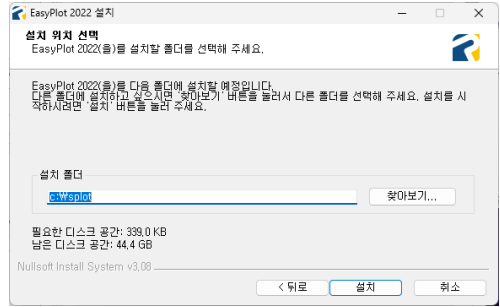 EasyPlot 2022 설치
설치 위치 선택
EasyPlot 2022(을)를 설치할 폴더를 선택해 주세요.
EasyPlot 2022(을)를 다음 폴더에 설치할 예정입니다.
다른 폴더에 설치하고 싶으시면 '찾아보기' 버튼을 눌러서 다른 폴더를 선택해 주세요. 설치를 시
작하시려면 '설치' 버튼을 눌러 주세요.
설치 폴더
c:₩splot
찾아보기...
필요한 디스크 공간: 339.0 KB
남은 디스크 공간: 44.4 GB
Nullsoft Install System v3.08
< 뒤로
설치
취소